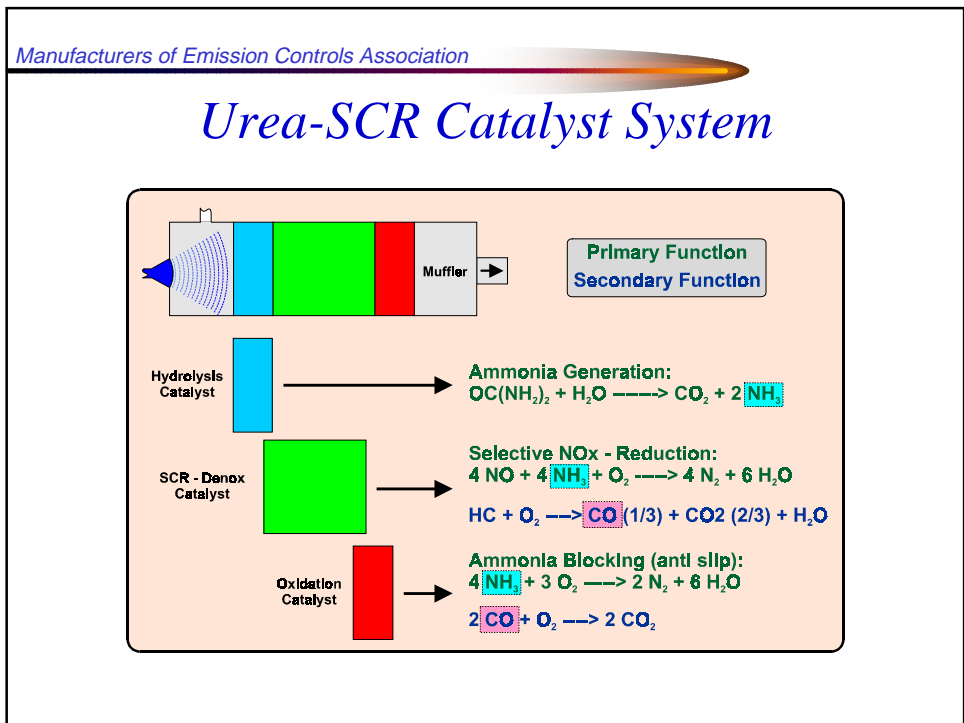 Manufacturers of Emission Controls Association
Urea-SCR Catalyst System
Muffler
Primary Function
Secondary Function
Hydrolysis
Catalyst
Ammonia Generation:
OC(NH₂)₂ + H₂O -----> CO₂ + 2 NH₃
SCR - Denox
Catalyst
Selective NOx - Reduction:
4 NO + 4 NH₃ + O₂ ----> 4 N₂ + 6 H₂O
HC + O₂ ---> CO (1/3) + CO2 (2/3) + H₂O
Oxidation
Catalyst
Ammonia Blocking (anti slip):
4 NH₃ + 3 O₂ ----> 2 N₂ + 6 H₂O
2 CO + O₂ ---> 2 CO₂